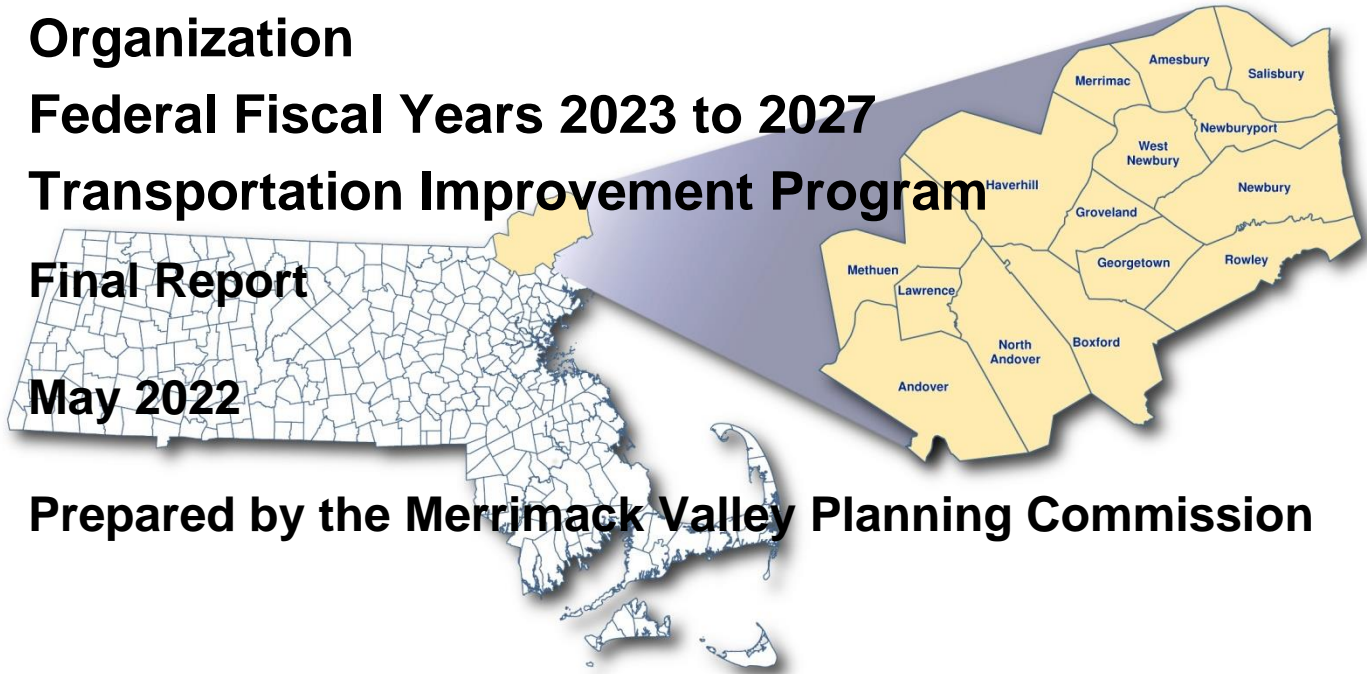 Organization
Federal Fiscal Years 2023 to 2027
Transportation Improvement Program
Final Report
May 2022
Prepared by the Merrimack Valley Planning Commission
Amesbury
Salisbury
Merrimac
Newburyport
West
Newbury
Haverhill
Newbury
Groveland
Georgetown
Rowley
Methuen
Lawrence
North
Andover
Boxford
Andover